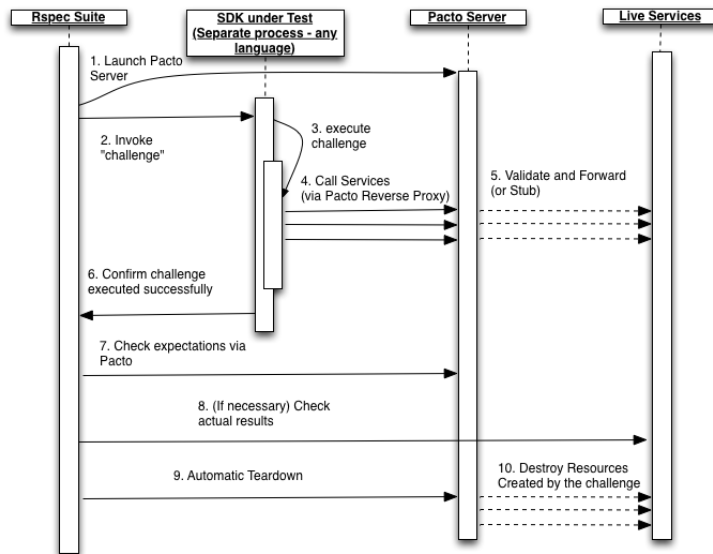 Rspec Suite
SDK under Test
(Separate process - any
language)
Pacto Server
Live Services
1. Launch Pacto
Server
2. Invoke
"challenge"
3. execute
challenge
4. Call Services
(via Pacto Reverse Proxy)
5. Validate and Forward
(or Stub)
6. Confirm challenge
executed successfully
7. Check expectations via
Pacto
8. (If necessary) Check
actual results
9. Automatic Teardown
10. Destroy Resources
Created by the challenge